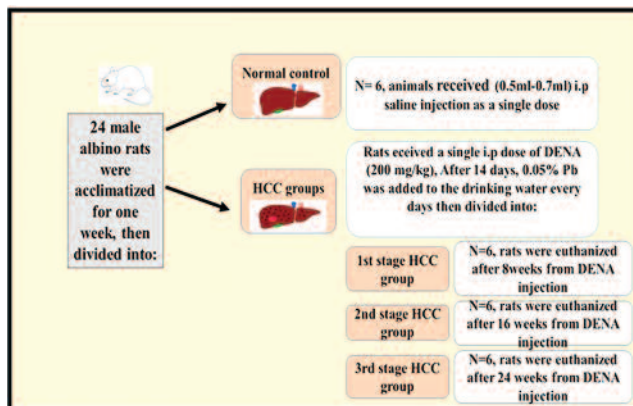 24 male
albino rats
were
acclimatized
for one
week, then
divided into:
Normal control
N= 6, animals received (0.5ml-0.7ml) i.p
saline injection as a single dose
HCC groups
Rats eceived a single i.p dose of DENA
(200 mg/kg), After 14 days, 0.05% Pb
was added to the drinking water every
days then divided into:
1st stage HCC
group
N=6, rats were euthanized
after 8weeks from DENA
injection
2nd stage HCC
group
N=6, rats were euthanized
after 16 weeks from DENA
injection
3rd stage HCC
group
N=6, rats were euthanized
after 24 weeks from DENA
injection